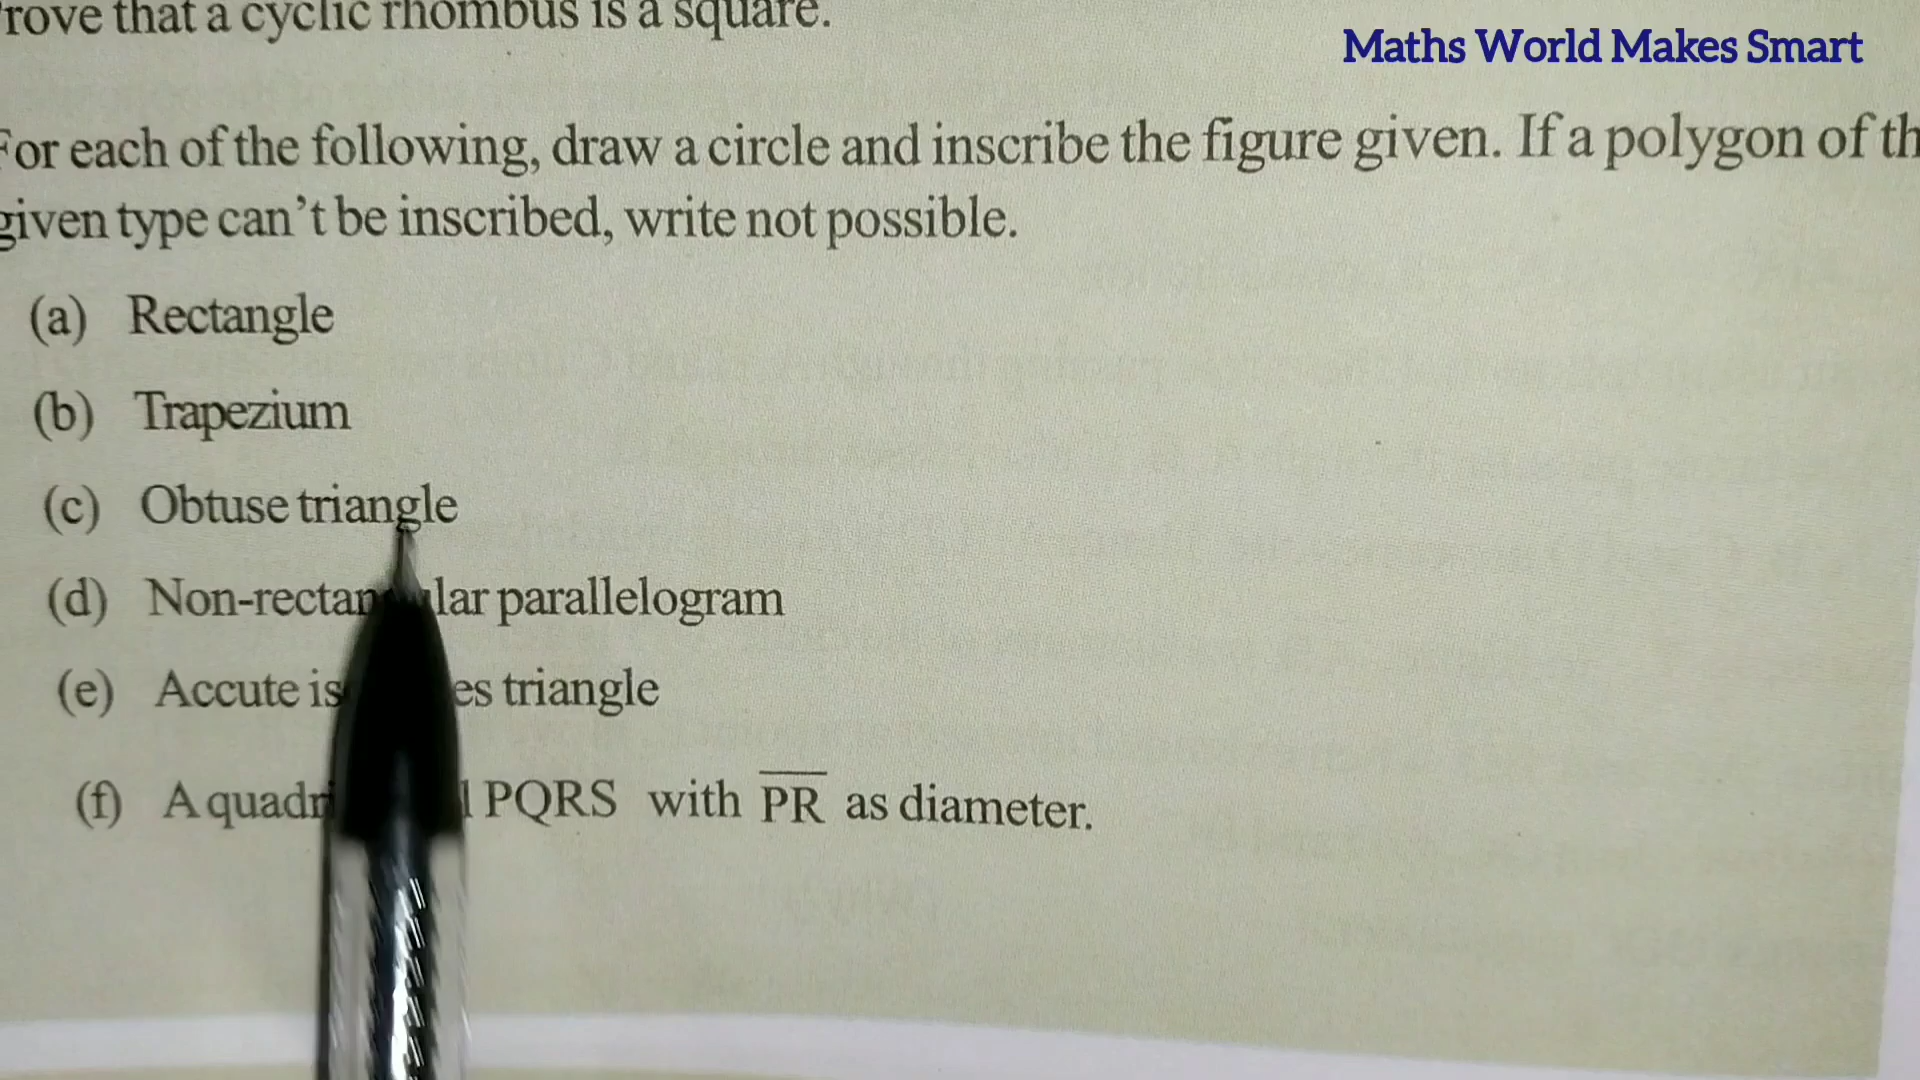 rove that a cyclic rhombus is a square.
Maths World Makes Smart
For each of the following, draw a circle and inscribe the figure given. If a polygon of th
given type can't be inscribed, write not possible.
(a) Rectangle
(b) Trapezium
(c) Obtuse triangle
(d) Non-rectan lar parallelogram
(e) Accute is es triangle
(f) A quadri l PQRS with PR as diameter.